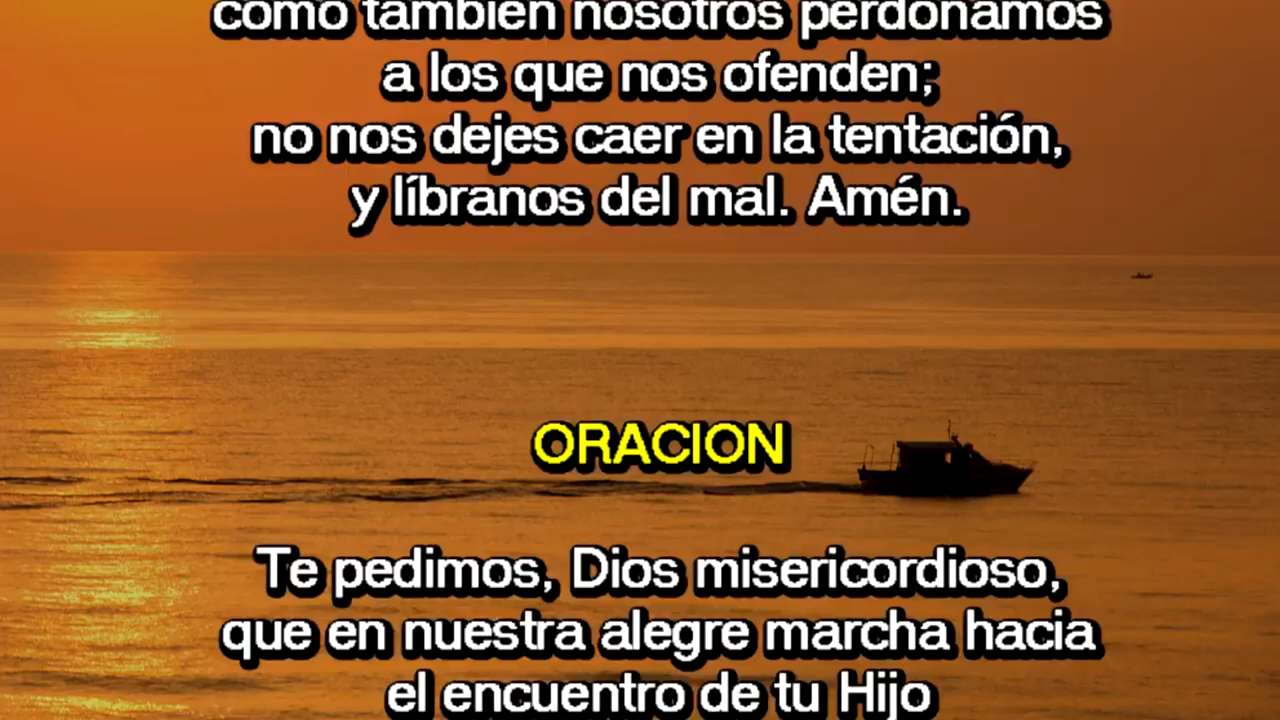 como también nosotros perdonamos
a los que nos ofenden;
no nos dejes caer en la tentación,
y líbranos del mal. Amén.
ORACION
Te pedimos, Dios misericordioso,
que en nuestra alegre marcha hacia
el encuentro de tu Hijo